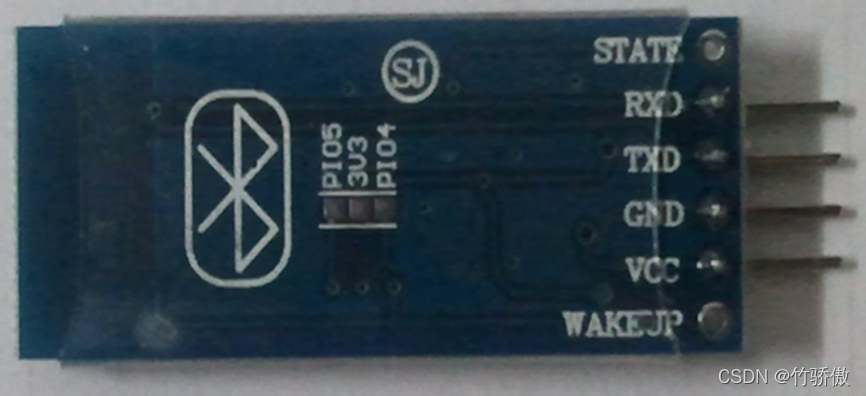 SJ
STATE
RXD
PIO5
3V3
PIO4
TXD
GND
VCC
WAKEUP
CSDN @竹骄傲